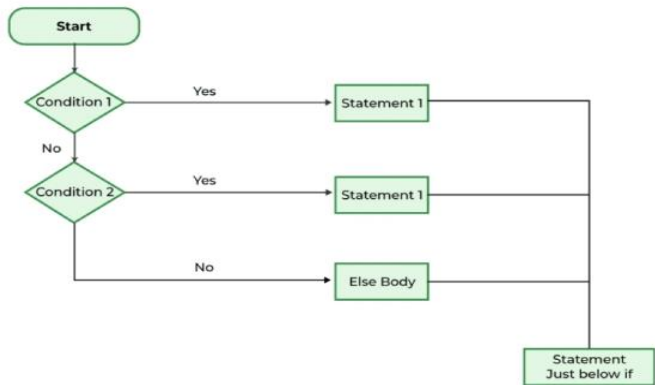 Start
Condition 1
Yes
Statement 1
No
Condition 2
Yes
Statement 1
No
Else Body
Statement
Just below if